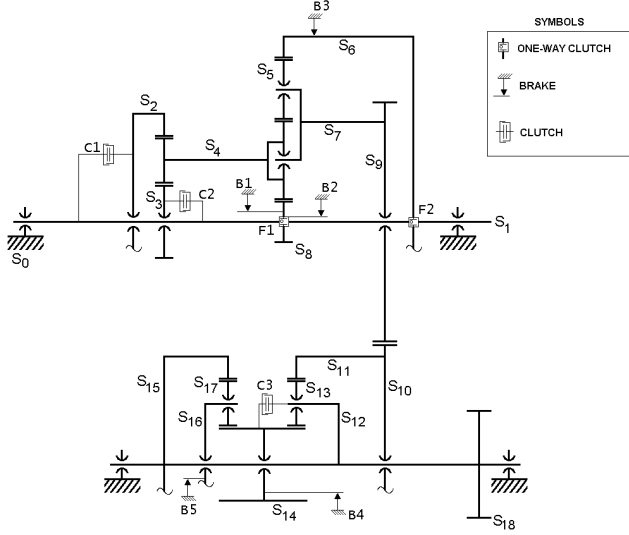 B3
SYMBOLS
S6
ONE-WAY CLUTCH
S5
BRAKE
S2
S7
CLUTCH
S4
C1
S9
S3
C2
B1
B2
F2
F1
S1
S8
S0
S11
S15
S17
C3
S13
S10
S16
S12
B5
S14
B4
S18